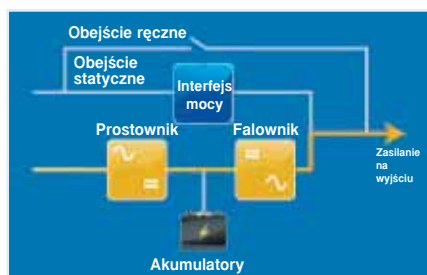 Obejście ręczne
Obejście
statyczne
Interfejs
mocy
Prostownik
Falownik
Zasilanie
na
wyjściu
Akumulatory